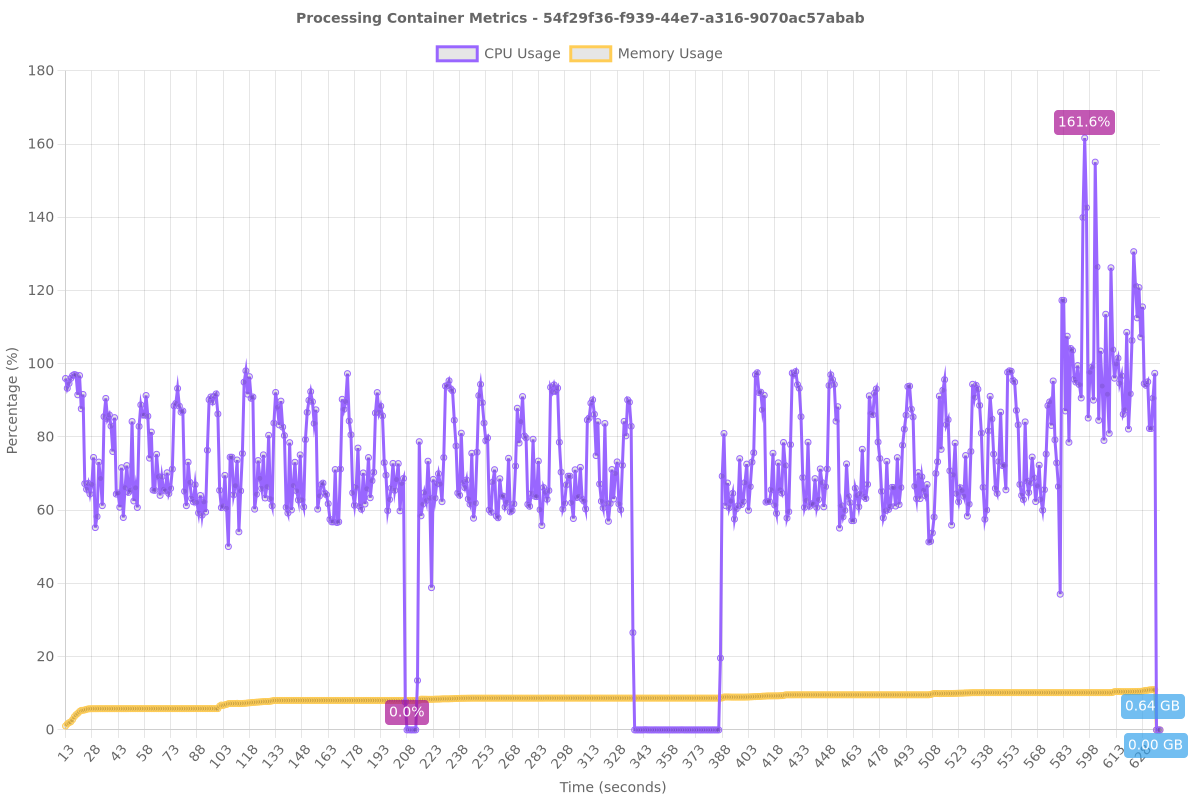 Processing Container Metrics - 54f29f36-f939-44e7-a316-9070ac57abab
CPU Usage
Memory Usage
180
160
140
120
100
80
60
40
20
0
Percentage (%)
161.6%
0.0%
0.64 GB
0.00 GB
13 28 43 58 73 88 103 118 133 148 163 178 193 208 223 238 253 268 283 298 313 328 343 358 373 388 403 418 433 448 463 478 493 508 523 538 553 568 583 598 613 628
Time (seconds)